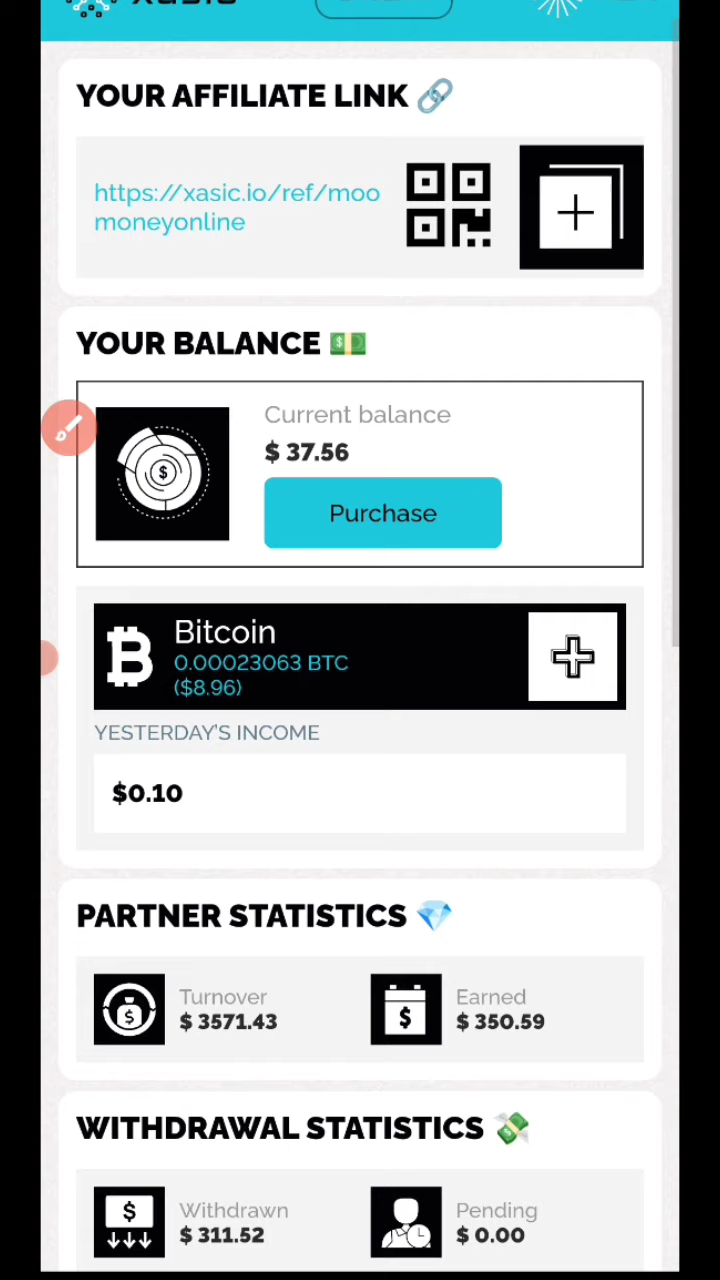 YOUR AFFILIATE LINK
https://xasic.io/ref/moo
moneyonline
YOUR BALANCE
Current balance
$ 37.56
Purchase
Bitcoin
0.00023063 BTC
($8.96)
YESTERDAY'S INCOME
$0.10
PARTNER STATISTICS
Turnover
$ 3571.43
Earned
$ 350.59
WITHDRAWAL STATISTICS
Withdrawn
$ 311.52
Pending
$ 0.00